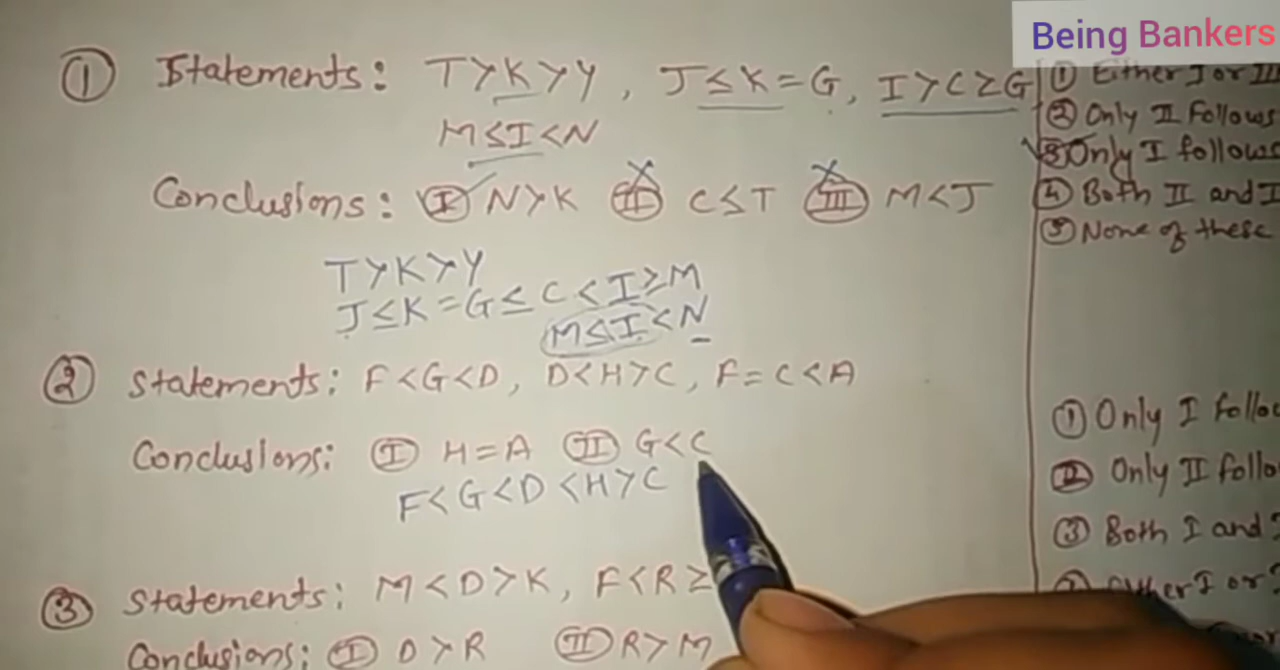 Being Bankers
① Statements: T>K>Y, J≤K=G, I>C≥G
M≤I<N
Conclusions: Ⅰ N>K Ⅱ C≤T Ⅲ M<J
T>K>Y
J≤K=G≤C<I≥M
M≤I<N
① Either I or III
② Only II Follows
③ Only I follows
④ Both II and I
⑤ None of these
② Statements: F<G<D, D<H>C, F=C<A
Conclusions: Ⅰ H=A Ⅱ G<C
F<G<D<H>C
① Only I follo
② Only II follo
③ Both I and
Either I or
③ Statements: M<D>K, F<R≥
Conclusions: Ⅰ D>R Ⅱ R>M